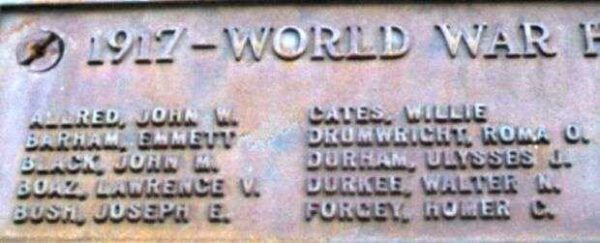 1917 - WORLD WAR
ALLRED, JOHN W.
BARHAM, EMMETT
BLACK, JOHN M.
BOAZ, LAWRENCE V.
BUSH, JOSEPH E.
CATES, WILLIE
DRUMWRIGHT, ROMA O.
DURHAM, ULYSSES J.
DURKEE, WALTER N.
FORCEY, HOMER C.